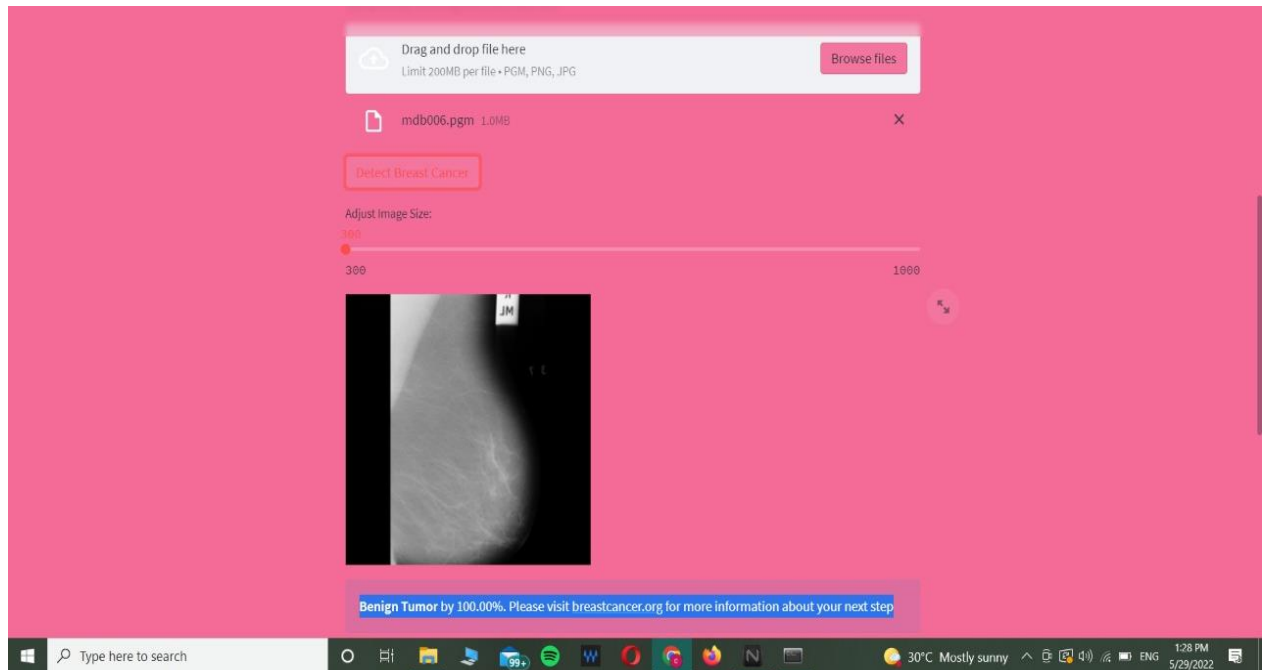 Drag and drop file here
Limit 200MB per file • PGM, PNG, JPG
Browse files
mdb006.pgm 1.0MB
Detect Breast Cancer
Adjust Image Size:
300
300
1000
JM
Benign Tumor by 100.00%. Please visit breastcancer.org for more information about your next step
Type here to search
99+
30°C Mostly sunny
ENG
1:28 PM
5/29/2022